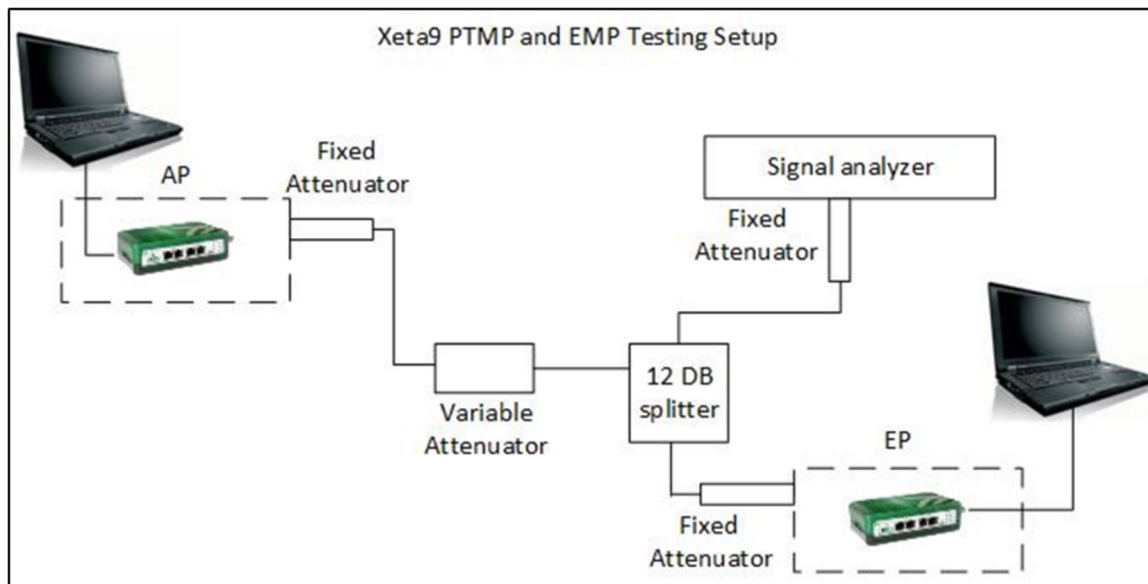 Xeta9 PTMP and EMP Testing Setup
AP
Fixed
Attenuator
Signal analyzer
Fixed
Attenuator
12 DB
splitter
Variable
Attenuator
EP
Fixed
Attenuator